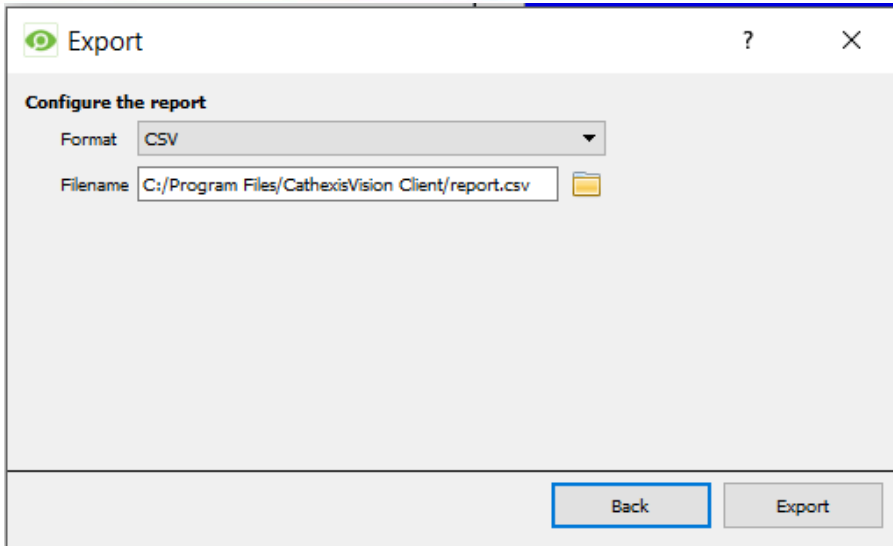 Export
?
Configure the report
Format CSV
Filename C:/Program Files/CathexisVision Client/report.csv
Back Export